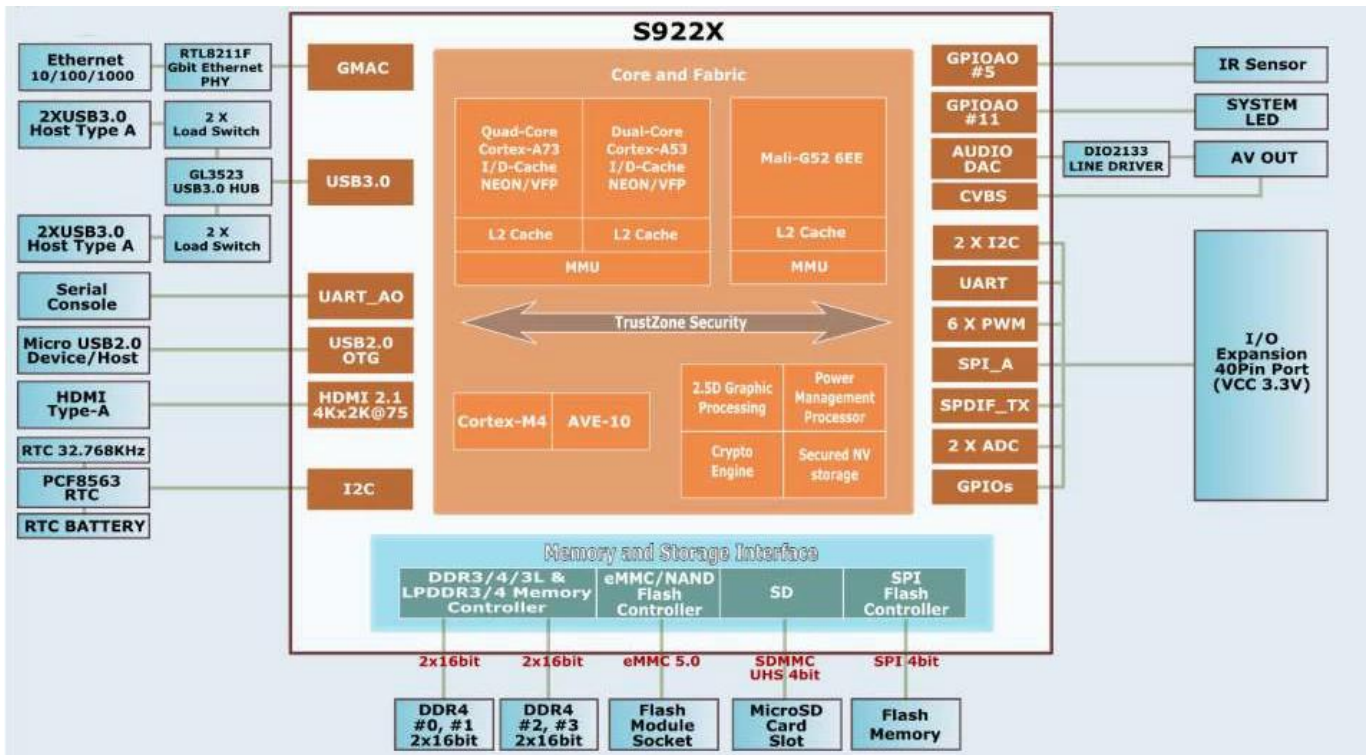 S922X
Ethernet
10/100/1000
RTL8211F
Gbit Ethernet
PHY
GMAC
2XUSB3.0
Host Type A
2 X
Load Switch
GL3523
USB3.0 HUB
USB3.0
2XUSB3.0
Host Type A
2 X
Load Switch
Serial
Console
UART_AO
Micro USB2.0
Device/Host
USB2.0
OTG
HDMI
Type-A
HDMI 2.1
4Kx2K@75
RTC 32.768KHz
PCF8563
RTC
RTC BATTERY
I2C
Core and Fabric
Quad-Core
Cortex-A73
I/D-Cache
NEON/VFP
Dual-Core
Cortex-A53
I/D-Cache
NEON/VFP
Mali-G52 6EE
L2 Cache
L2 Cache
L2 Cache
MMU
MMU
TrustZone Security
Cortex-M4
AVE-10
2.5D Graphic
Processing
Power
Management
Processor
Crypto
Engine
Secured NV
storage
GPIOAO
#5
IR Sensor
GPIOAO
#11
SYSTEM
LED
AUDIO
DAC
DIO2133
LINE DRIVER
AV OUT
CVBS
2 X I2C
UART
6 X PWM
SPI_A
SPDIF_TX
2 X ADC
GPIOs
I/O
Expansion
40Pin Port
(VCC 3.3V)
Memory and Storage Interface
DDR3/4/3L &
LPDDR3/4 Memory
Controller
eMMC/NAND
Flash
Controller
SD
SPI
Flash
Controller
2x16bit
2x16bit
eMMC 5.0
SDMMC
UHS 4bit
SPI 4bit
DDR4
#0, #1
2x16bit
DDR4
#2, #3
2x16bit
Flash
Module
Socket
MicroSD
Card
Slot
Flash
Memory